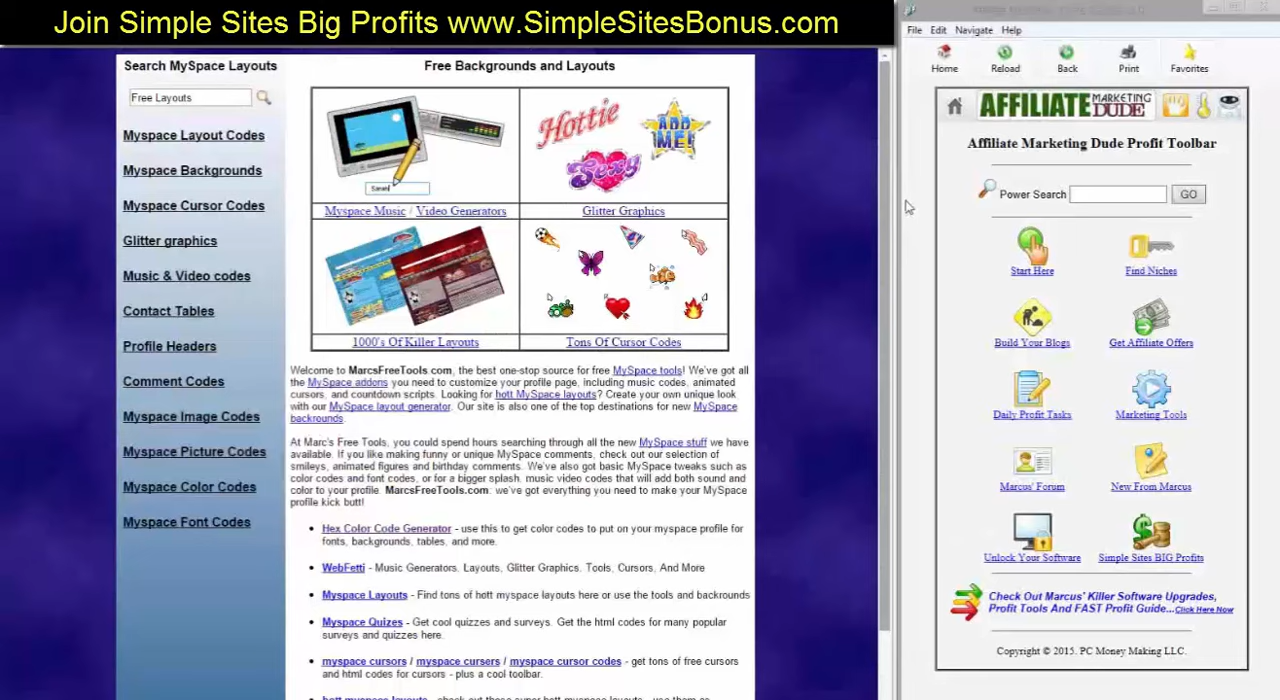 Join Simple Sites Big Profits www.SimpleSitesBonus.com
Search MySpace Layouts
Free Layouts
Myspace Layout Codes
Myspace Backgrounds
Myspace Cursor Codes
Glitter graphics
Music & Video codes
Contact Tables
Profile Headers
Comment Codes
Myspace Image Codes
Myspace Picture Codes
Myspace Color Codes
Myspace Font Codes
Free Backgrounds and Layouts
Hottie
ADD ME!
Sexy
Myspace Music / Video Generators
Glitter Graphics
1000's Of Killer Layouts
Tons Of Cursor Codes
Welcome to MarcsFreeTools.com, the best one-stop source for free MySpace tools! We've got all
the MySpace addons you need to customize your profile page, including music codes, animated
cursors, and countdown scripts. Looking for hott MySpace layouts? Create your own unique look
with our MySpace layout generator. Our site is also one of the top destinations for new MySpace
backrounds.
At Marc's Free Tools, you could spend hours searching through all the new MySpace stuff we have
available. If you like making funny or unique MySpace comments, check out our selection of
smileys, animated figures and birthday comments. We've also got basic MySpace tweaks such as
color codes and font codes, or for a bigger splash, music video codes that will add both sound and
color to your profile. MarcsFreeTools.com: we've got everything you need to make your MySpace
profile kick butt!
Hex Color Code Generator - use this to get color codes to put on your myspace profile for
fonts, backgrounds, tables, and more.
WebFetti - Music Generators, Layouts, Glitter Graphics, Tools, Cursors, And More
Myspace Layouts - Find tons of hott myspace layouts here or use the tools and backrounds
Myspace Quizes - Get cool quizzes and surveys. Get the html codes for many popular
surveys and quizzes here.
myspace cursors / myspace cursers / myspace cursor codes - get tons of free cursors
and html codes for cursors - plus a cool toolbar.
File Edit Navigate Help
Home Reload Back Print Favorites
AFFILIATE MARKETING DUDE
Affiliate Marketing Dude Profit Toolbar
Power Search GO
Start Here
Find Niches
Build Your Blogs
Get Affiliate Offers
Daily Profit Tasks
Marketing Tools
Marcus' Forum
New From Marcus
Unlock Your Software
Simple Sites BIG Profits
Check Out Marcus' Killer Software Upgrades,
Profit Tools And FAST Profit Guide...Click Here Now
Copyright © 2015. PC Money Making LLC.